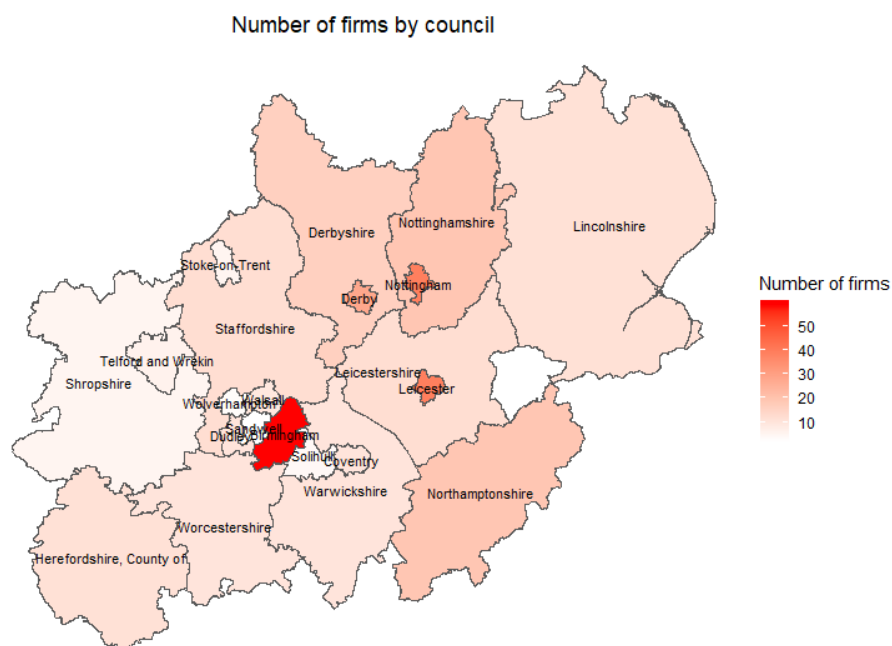 Number of firms by council
Derbyshire
Nottinghamshire
Lincolnshire
Stoke-on-Trent
Derby
Nottingham
Staffordshire
Telford and Wrekin
Shropshire
Leicestershire
Leicester
Wolverhampton
Walsall
Sandwell
Dudley
Birmingham
Solihull
Coventry
Warwickshire
Northamptonshire
Worcestershire
Herefordshire, County of
Number of firms
50
40
30
20
10